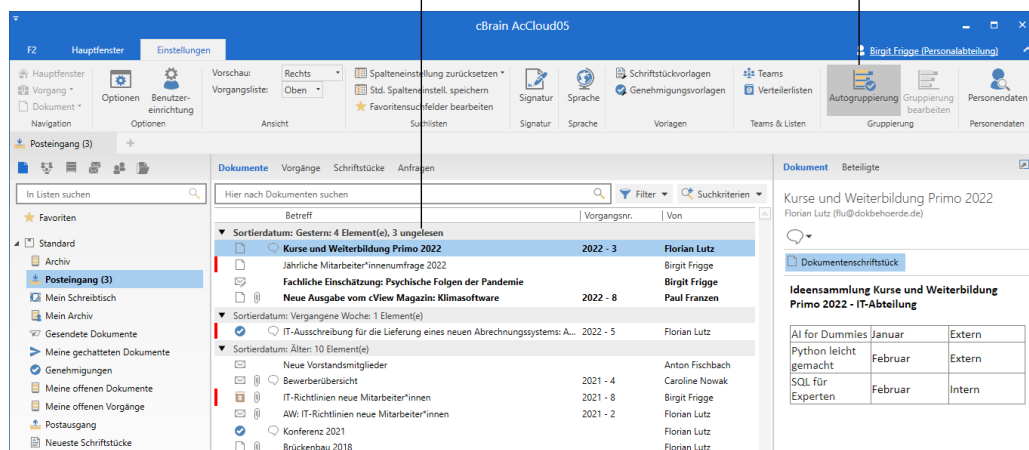 cBrain AcCloud05
F2 Hauptfenster Einstellungen Birgit Frigge (Personalabteilung)
Hauptfenster
Vorgang
Dokument
Navigation
Optionen
Benutzer-
einrichtung
Optionen
Vorschau: Rechts
Vorgangsliste: Oben
Ansicht
Spalteneinstellung zurücksetzen
Std. Spalteneinstell. speichern
Favoritensuchfelder bearbeiten
Suchlisten
Signatur
Signatur
Sprache
Sprache
Schriftstückvorlagen
Genehmigungsvorlagen
Vorlagen
Teams
Verteilerlisten
Teams & Listen
Autogruppierung
Gruppierung
bearbeiten
Gruppierung
Personendaten
Personendaten
Posteingang (3) +
In Listen suchen
Favoriten
Standard
Archiv
Posteingang (3)
Mein Schreibtisch
Mein Archiv
Gesendete Dokumente
Meine gechatteten Dokumente
Genehmigungen
Meine offenen Dokumente
Meine offenen Vorgänge
Postausgang
Neueste Schriftstücke
Dokumente Vorgänge Schriftstücke Anfragen
Hier nach Dokumenten suchen Filter Suchkriterien
Betreff Vorgangsnr. Von
Sortierdatum: Gestern: 4 Element(e), 3 ungelesen
Kurse und Weiterbildung Primo 2022 2022 - 3 Florian Lutz
Jährliche Mitarbeiter*innenumfrage 2022 Birgit Frigge
Fachliche Einschätzung: Psychische Folgen der Pandemie Birgit Frigge
Neue Ausgabe vom cView Magazin: Klimasoftware 2022 - 8 Paul Franzen
Sortierdatum: Vergangene Woche: 1 Element(e)
IT-Ausschreibung für die Lieferung eines neuen Abrechnungssystems: A... 2022 - 5 Florian Lutz
Sortierdatum: Älter: 10 Element(e)
Neue Vorstandsmitglieder Anton Fischbach
Bewerberübersicht 2021 - 4 Caroline Nowak
IT-Richtlinien neue Mitarbeiter*innen 2021 - 8 Birgit Frigge
AW: IT-Richtlinien neue Mitarbeiter*innen 2021 - 2 Florian Lutz
Konferenz 2021 Florian Lutz
Brückenbau 2018 Florian Lutz
Dokument Beteiligte
Kurse und Weiterbildung Primo 2022
Florian Lutz (flu@dokbehoerde.de)
Dokumentenschriftstück
Ideensammlung Kurse und Weiterbildung
Primo 2022 - IT-Abteilung
AI for Dummies Januar Extern
Python leicht
gemacht Februar Extern
SQL für
Experten Februar Intern